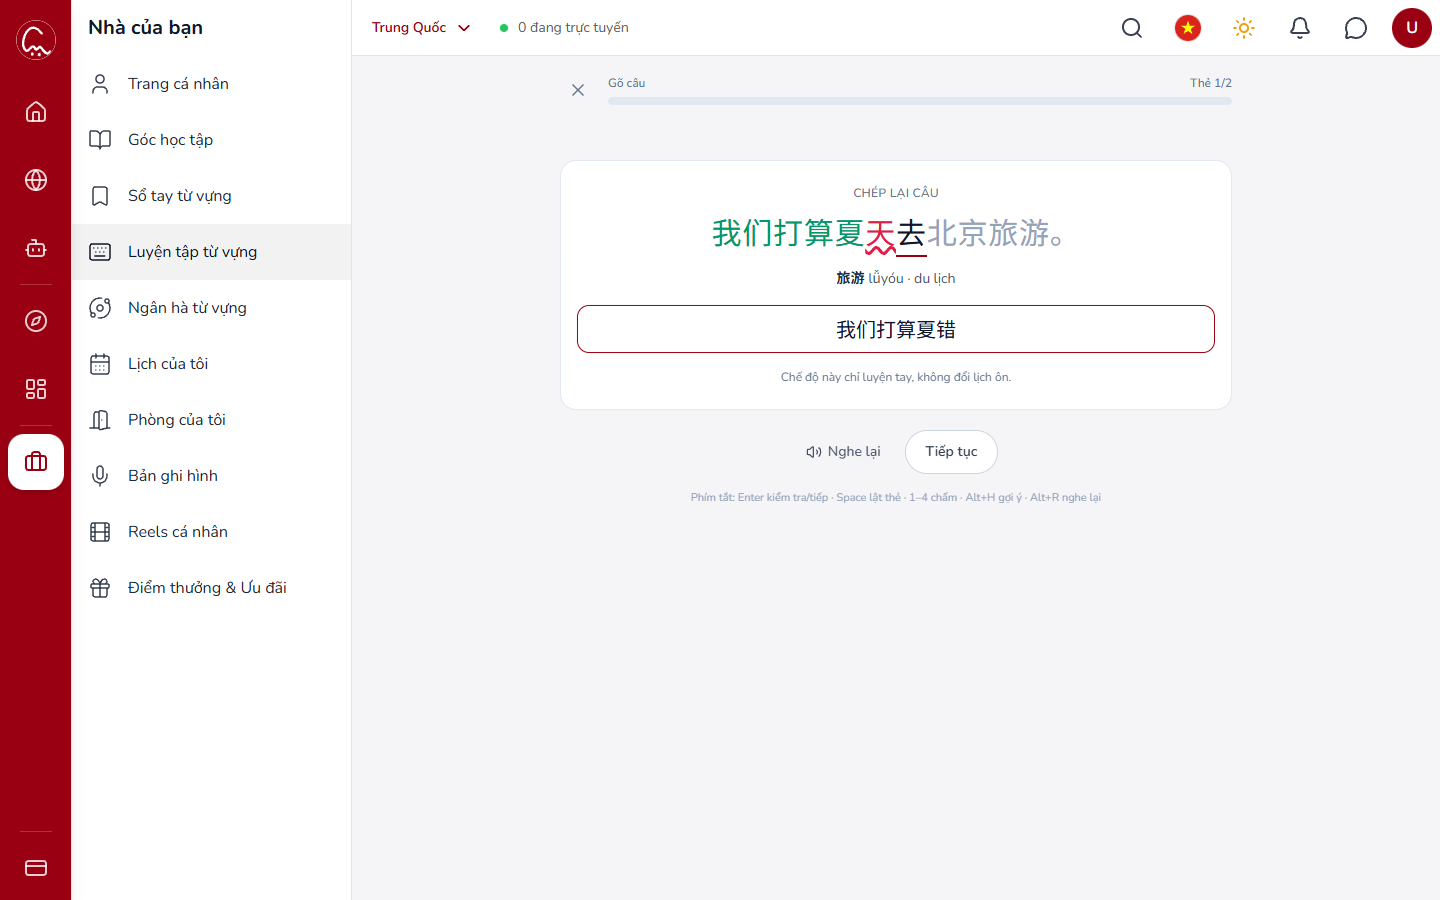 Nhà của bạn
Trang cá nhân
Góc học tập
Sổ tay từ vựng
Luyện tập từ vựng
Ngân hà từ vựng
Lịch của tôi
Phòng của tôi
Bản ghi hình
Reels cá nhân
Điểm thưởng & Ưu đãi
Trung Quốc
0 đang trực tuyến
U
Gõ câu
Thẻ 1/2
CHÉP LẠI CÂU
我们打算夏天去北京旅游。
旅游 lǚyóu · du lịch
我们打算夏错
Chế độ này chỉ luyện tay, không đổi lịch ôn.
Nghe lại
Tiếp tục
Phím tắt: Enter kiểm tra/tiếp · Space lật thẻ · 1–4 chấm · Alt+H gợi ý · Alt+R nghe lại